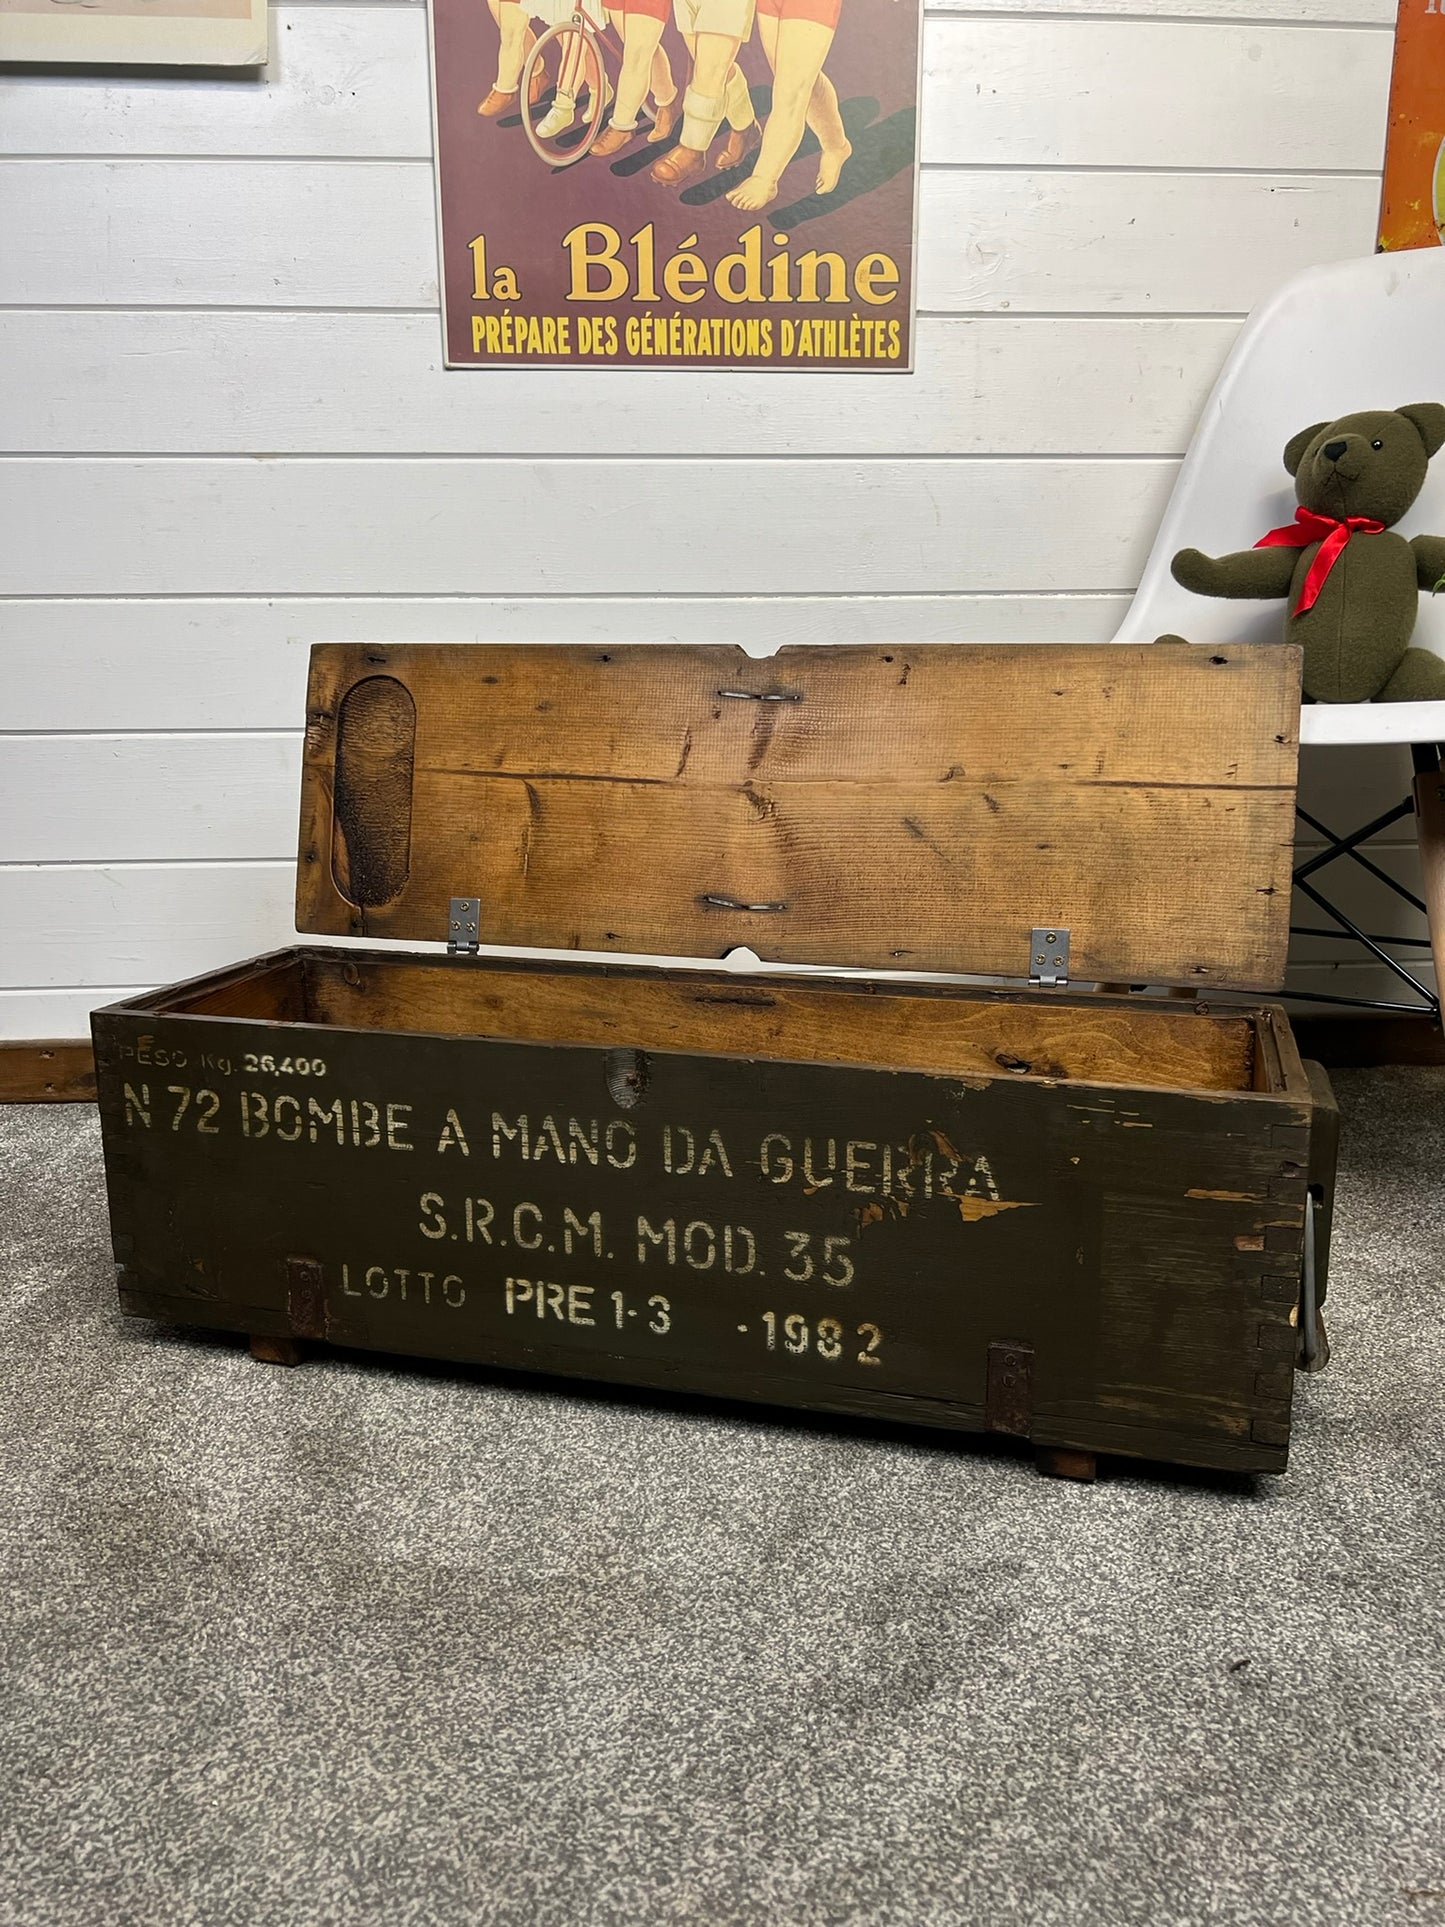 la Blédine
PRÉPARE DES GÉNÉRATIONS D'ATHLÈTES
PESO Kg. 26,400
N 72 BOMBE A MANO DA GUERRA
S.R.C.M. MOD. 35
LOTTO PRE 1-3 -1982